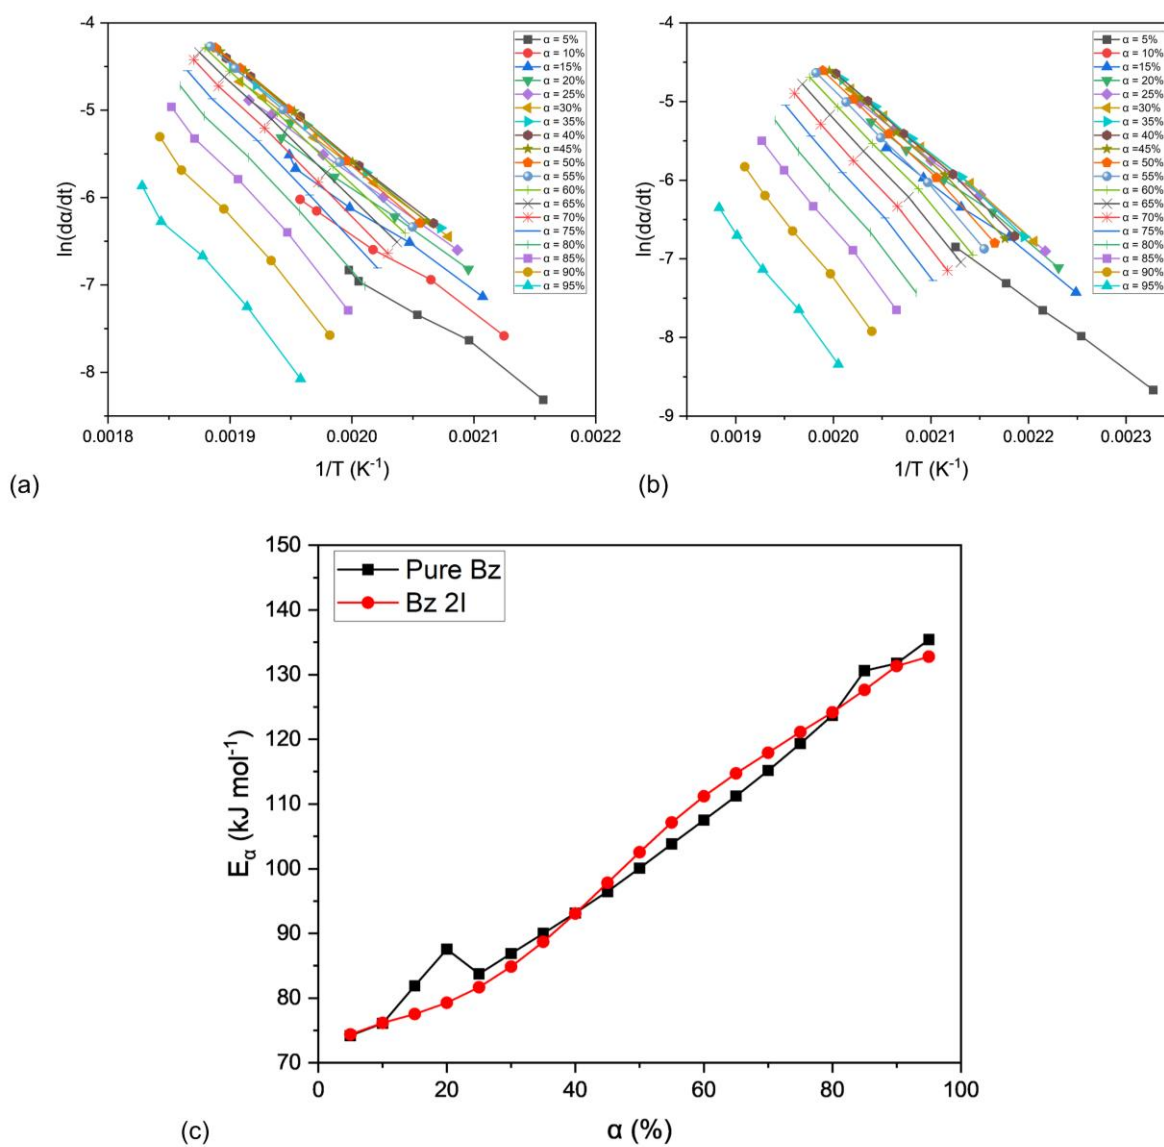 -4
-5
-6
-7
-8
ln(dα/dt)
0.0018
0.0019
0.0020
0.0021
0.0022
1/T (K⁻¹)
α = 5%
α = 10%
α =15%
α = 20%
α = 25%
α =30%
α = 35%
α = 40%
α =45%
α = 50%
α = 55%
α = 60%
α = 65%
α = 70%
α = 75%
α = 80%
α = 85%
α = 90%
α = 95%
(a)
-4
-5
-6
-7
-8
-9
ln(dα/dt)
0.0019
0.0020
0.0021
0.0022
0.0023
1/T (K⁻¹)
α = 5%
α = 10%
α =15%
α = 20%
α = 25%
α =30%
α = 35%
α = 40%
α =45%
α = 50%
α = 55%
α = 60%
α = 65%
α = 70%
α = 75%
α = 80%
α = 85%
α = 90%
α = 95%
(b)
150
140
130
120
110
100
90
80
70
Eα (kJ mol⁻¹)
Pure Bz
Bz 2I
0
20
40
60
80
100
α (%)
(c)